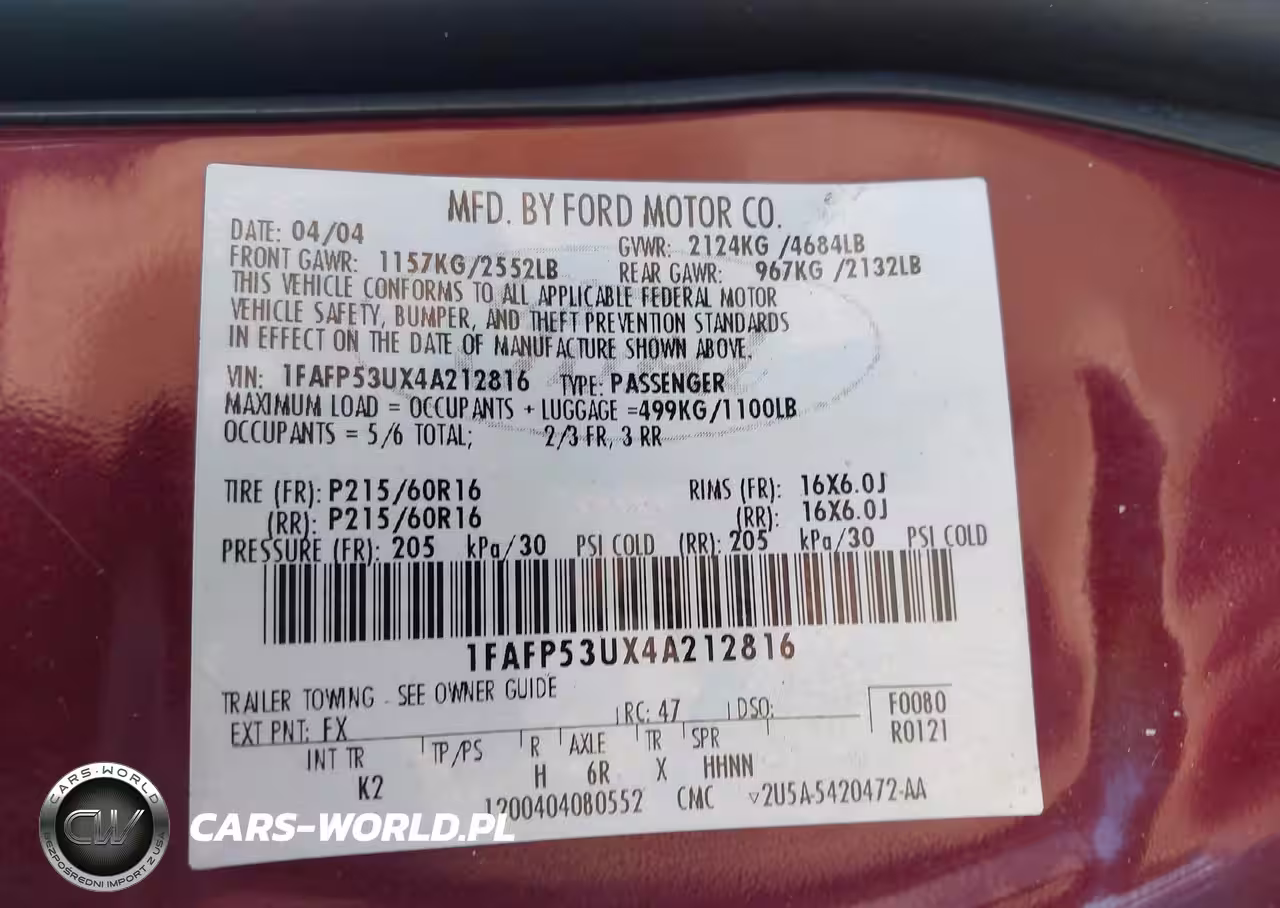 MFD. BY FORD MOTOR CO.
DATE: 04/04 GVWR: 2124KG /4684LB
FRONT GAWR: 1157KG/2552LB REAR GAWR: 967KG /2132LB
THIS VEHICLE CONFORMS TO ALL APPLICABLE FEDERAL MOTOR
VEHICLE SAFETY, BUMPER, AND THEFT PREVENTION STANDARDS
IN EFFECT ON THE DATE OF MANUFACTURE SHOWN ABOVE.
VIN: 1FAFP53UX4A212816 TYPE: PASSENGER
MAXIMUM LOAD = OCCUPANTS + LUGGAGE =499KG/1100LB
OCCUPANTS = 5/6 TOTAL; 2/3 FR, 3 RR
TIRE (FR): P215/60R16 RIMS (FR): 16X6.0J
(RR): P215/60R16 (RR): 16X6.0J
PRESSURE (FR): 205 kPa/30 PSI COLD (RR): 205 kPa/30 PSI COLD
1FAFP53UX4A212816
TRAILER TOWING - SEE OWNER GUIDE
EXT PNT: FX RC: 47 DSO: F0080
R0121
INT TR TP/PS R AXLE TR SPR
K2 H 6R X HHNN
1200404080552 CMC ▽2U5A-5420472-AA
CARS-WORLD
CW
BEZPOŚREDNI IMPORT Z USA
CARS-WORLD.PL